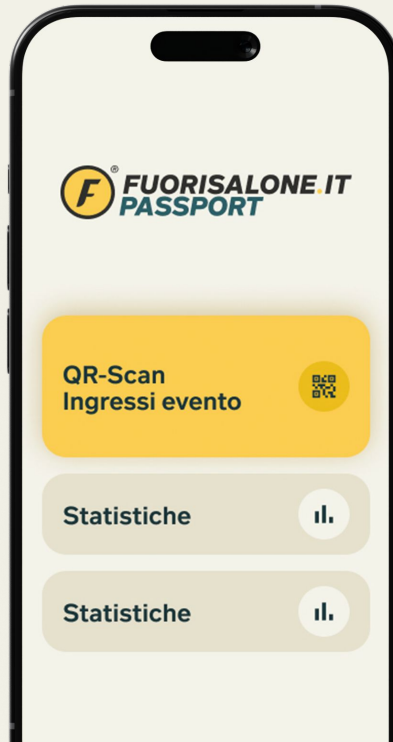 F®
FUORISALONE.IT
PASSPORT
QR-Scan
Ingressi evento
Statistiche
Statistiche